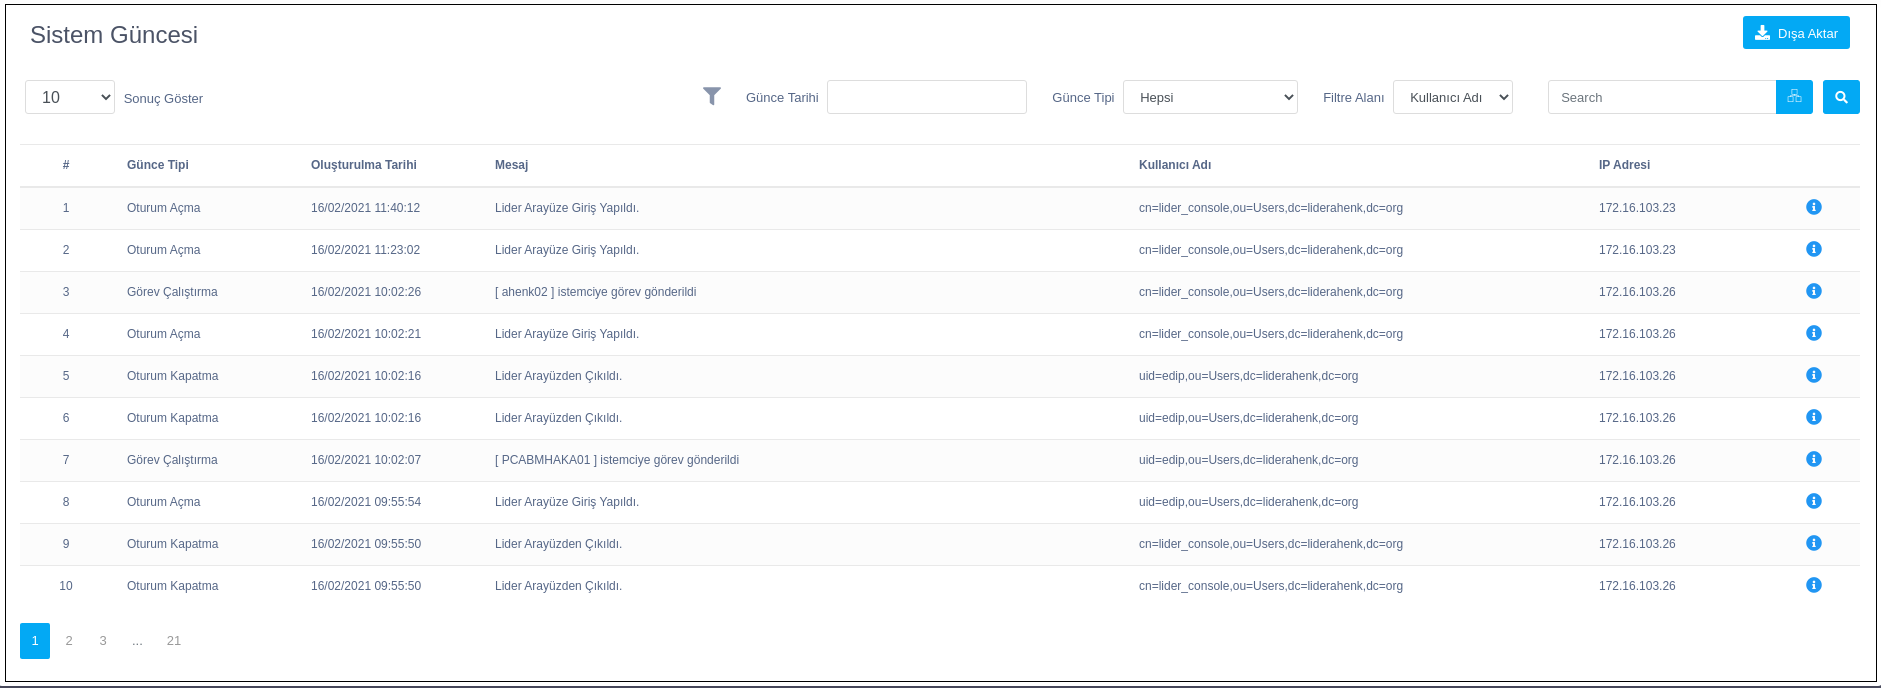 Sistem Güncesi
Dışa Aktar
10 Sonuç Göster Günce Tarihi Günce Tipi Hepsi Filtre Alanı Kullanıcı Adı Search
# Günce Tipi Oluşturulma Tarihi Mesaj Kullanıcı Adı IP Adresi
1 Oturum Açma 16/02/2021 11:40:12 Lider Arayüze Giriş Yapıldı. cn=lider_console,ou=Users,dc=liderahenk,dc=org 172.16.103.23
2 Oturum Açma 16/02/2021 11:23:02 Lider Arayüze Giriş Yapıldı. cn=lider_console,ou=Users,dc=liderahenk,dc=org 172.16.103.23
3 Görev Çalıştırma 16/02/2021 10:02:26 [ ahenk02 ] istemciye görev gönderildi cn=lider_console,ou=Users,dc=liderahenk,dc=org 172.16.103.26
4 Oturum Açma 16/02/2021 10:02:21 Lider Arayüze Giriş Yapıldı. cn=lider_console,ou=Users,dc=liderahenk,dc=org 172.16.103.26
5 Oturum Kapatma 16/02/2021 10:02:16 Lider Arayüzden Çıkıldı. uid=edip,ou=Users,dc=liderahenk,dc=org 172.16.103.26
6 Oturum Kapatma 16/02/2021 10:02:16 Lider Arayüzden Çıkıldı. uid=edip,ou=Users,dc=liderahenk,dc=org 172.16.103.26
7 Görev Çalıştırma 16/02/2021 10:02:07 [ PCABMHAKA01 ] istemciye görev gönderildi uid=edip,ou=Users,dc=liderahenk,dc=org 172.16.103.26
8 Oturum Açma 16/02/2021 09:55:54 Lider Arayüze Giriş Yapıldı. uid=edip,ou=Users,dc=liderahenk,dc=org 172.16.103.26
9 Oturum Kapatma 16/02/2021 09:55:50 Lider Arayüzden Çıkıldı. cn=lider_console,ou=Users,dc=liderahenk,dc=org 172.16.103.26
10 Oturum Kapatma 16/02/2021 09:55:50 Lider Arayüzden Çıkıldı. cn=lider_console,ou=Users,dc=liderahenk,dc=org 172.16.103.26
1 2 3 ... 21